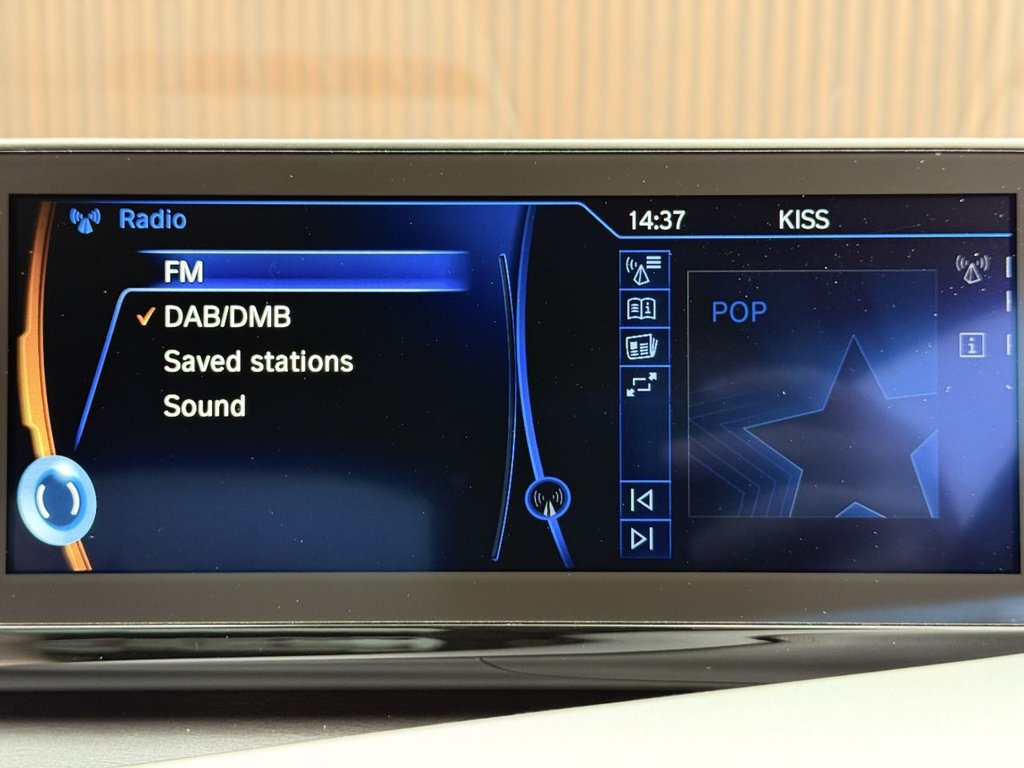 Radio
14:37 KISS
FM
DAB/DMB
Saved stations
Sound
POP